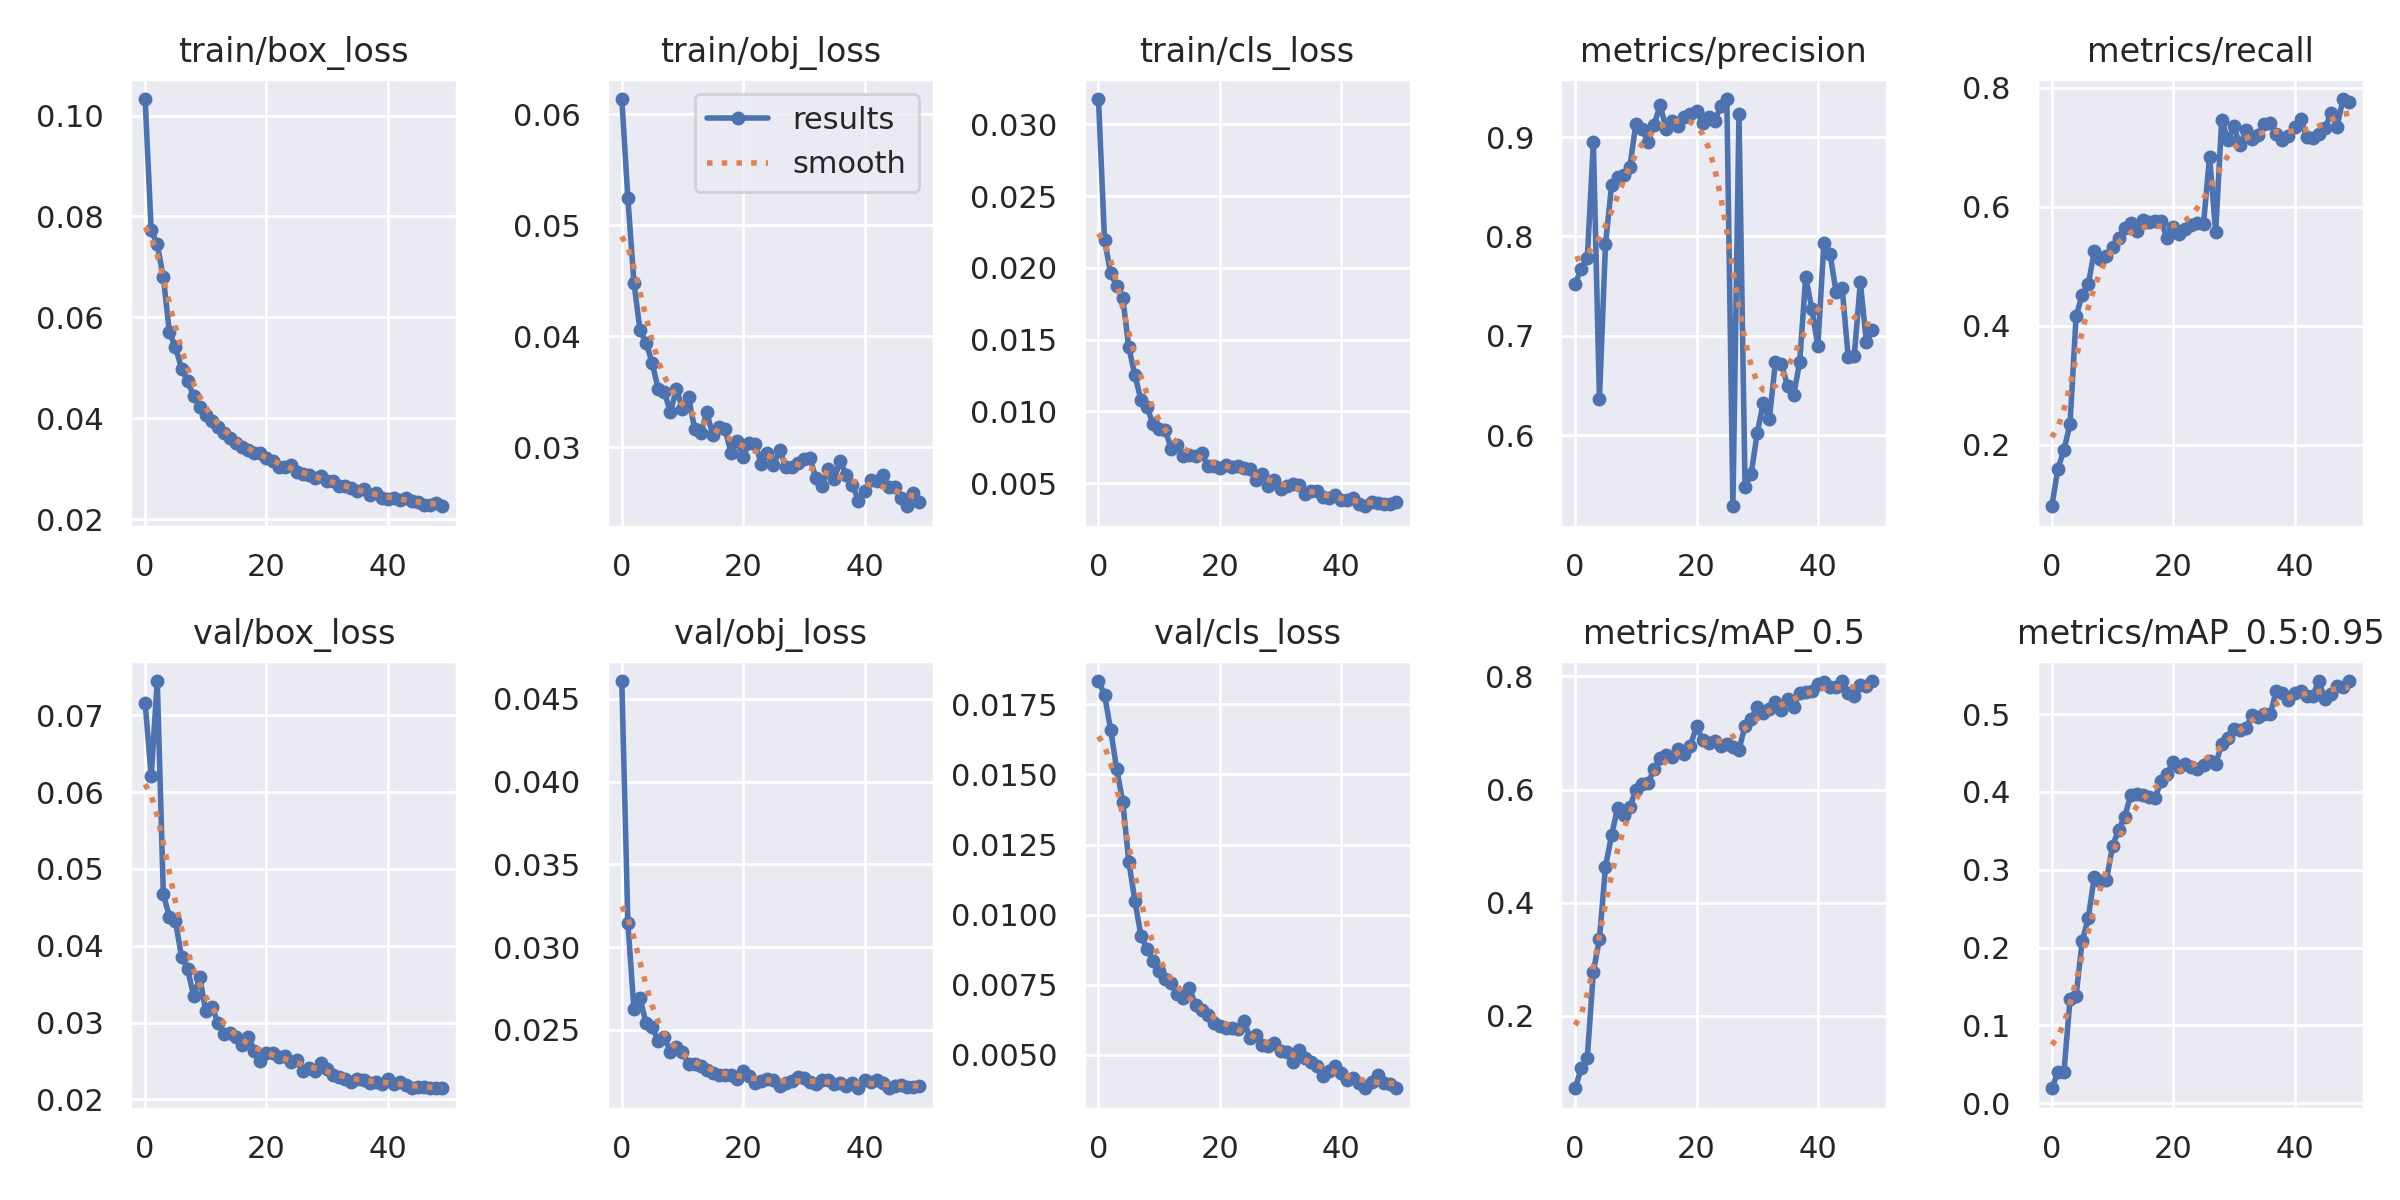 train/box_loss
0.10
0.08
0.06
0.04
0.02
0 20 40
train/obj_loss
results
smooth
0.06
0.05
0.04
0.03
0 20 40
train/cls_loss
0.030
0.025
0.020
0.015
0.010
0.005
0 20 40
metrics/precision
0.9
0.8
0.7
0.6
0 20 40
metrics/recall
0.8
0.6
0.4
0.2
0 20 40
val/box_loss
0.07
0.06
0.05
0.04
0.03
0.02
0 20 40
val/obj_loss
0.045
0.040
0.035
0.030
0.025
0 20 40
val/cls_loss
0.0175
0.0150
0.0125
0.0100
0.0075
0.0050
0 20 40
metrics/mAP_0.5
0.8
0.6
0.4
0.2
0 20 40
metrics/mAP_0.5:0.95
0.5
0.4
0.3
0.2
0.1
0.0
0 20 40